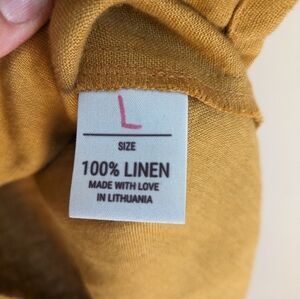 L
SIZE
100% LINEN
MADE WITH LOVE
IN LITHUANIA